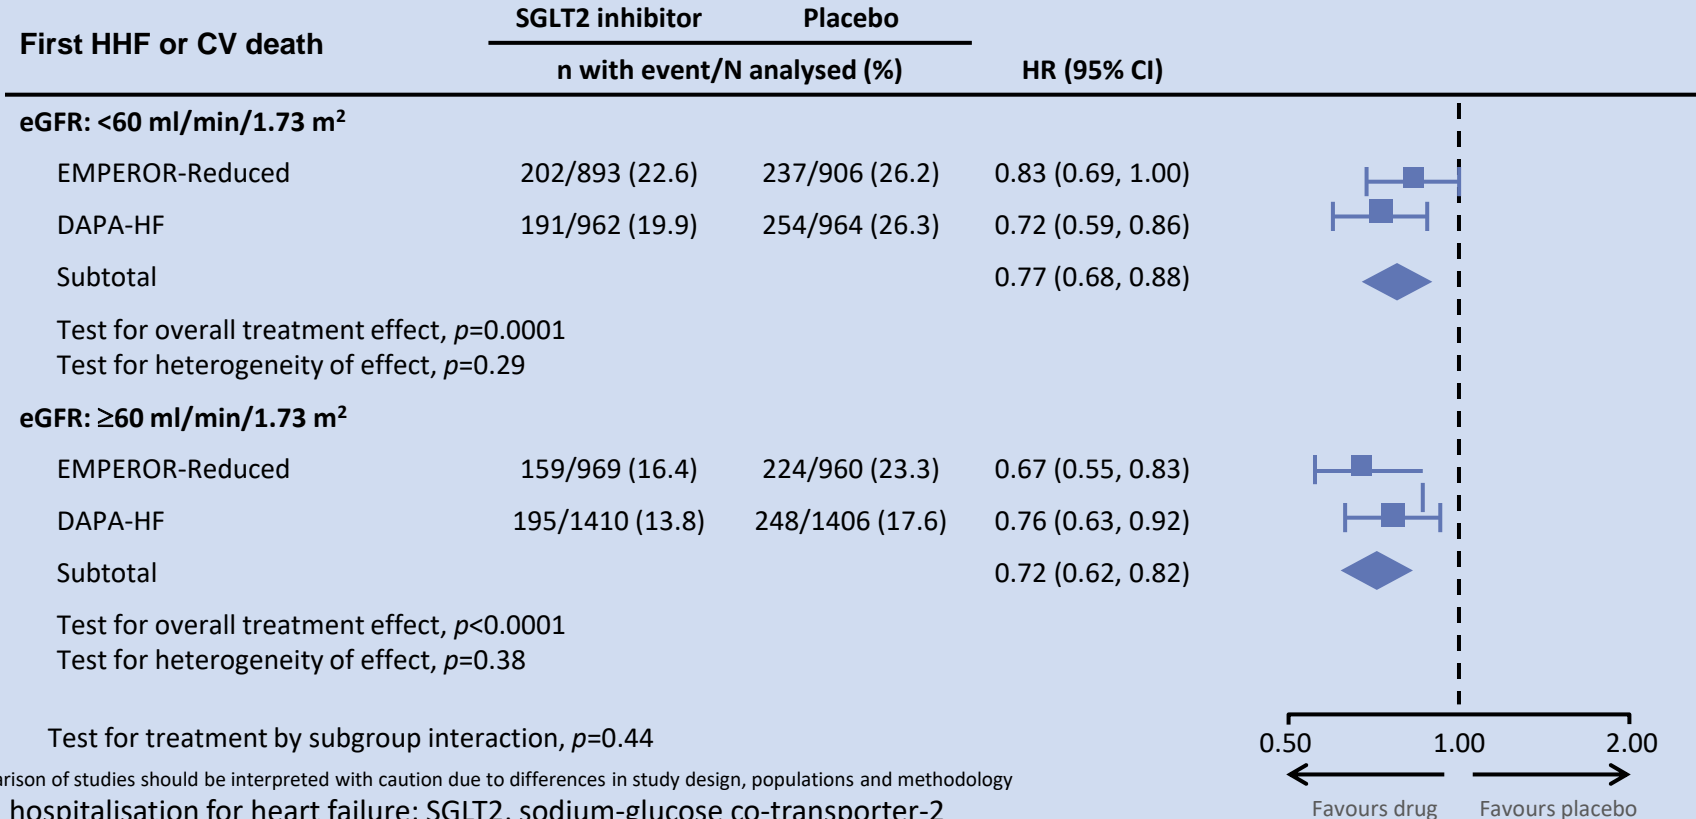 SGLT2 inhibitor Placebo
First HHF or CV death
n with event/N analysed (%) HR (95% CI)
eGFR: <60 ml/min/1.73 m²
EMPEROR-Reduced 202/893 (22.6) 237/906 (26.2) 0.83 (0.69, 1.00)
DAPA-HF 191/962 (19.9) 254/964 (26.3) 0.72 (0.59, 0.86)
Subtotal 0.77 (0.68, 0.88)
Test for overall treatment effect, p=0.0001
Test for heterogeneity of effect, p=0.29
eGFR: ≥60 ml/min/1.73 m²
EMPEROR-Reduced 159/969 (16.4) 224/960 (23.3) 0.67 (0.55, 0.83)
DAPA-HF 195/1410 (13.8) 248/1406 (17.6) 0.76 (0.63, 0.92)
Subtotal 0.72 (0.62, 0.82)
Test for overall treatment effect, p<0.0001
Test for heterogeneity of effect, p=0.38
Test for treatment by subgroup interaction, p=0.44
0.50 1.00 2.00
arison of studies should be interpreted with caution due to differences in study design, populations and methodology
hospitalisation for heart failure; SGLT2, sodium-glucose co-transporter-2
Favours drug Favours placebo